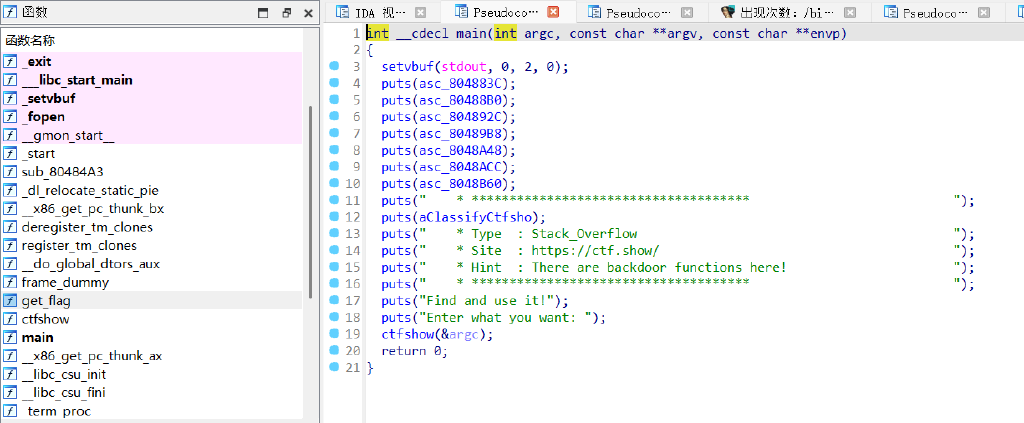 函数
函数名称
_exit
___libc_start_main
_setvbuf
_fopen
__gmon_start__
_start
sub_80484A3
_dl_relocate_static_pie
__x86_get_pc_thunk_bx
deregister_tm_clones
register_tm_clones
__do_global_dtors_aux
frame_dummy
get_flag
ctfshow
main
__x86_get_pc_thunk_ax
__libc_csu_init
__libc_csu_fini
_term_proc
IDA 视…
Pseudoco…
Pseudoco…
出现次数: /bi…
Pseudoco…
1 int __cdecl main(int argc, const char **argv, const char **envp)
2 {
3 setvbuf(stdout, 0, 2, 0);
4 puts(asc_804883C);
5 puts(asc_80488B0);
6 puts(asc_804892C);
7 puts(asc_80489B8);
8 puts(asc_8048A48);
9 puts(asc_8048ACC);
10 puts(asc_8048B60);
11 puts("    * *************************************                           ");
12 puts(aClassifyCtfsho);
13 puts("    * Type  : Stack_Overflow                                          ");
14 puts("    * Site  : https://ctf.show/                                       ");
15 puts("    * Hint  : There are backdoor functions here!                      ");
16 puts("    * *************************************                           ");
17 puts("Find and use it!");
18 puts("Enter what you want: ");
19 ctfshow(&argc);
20 return 0;
21 }